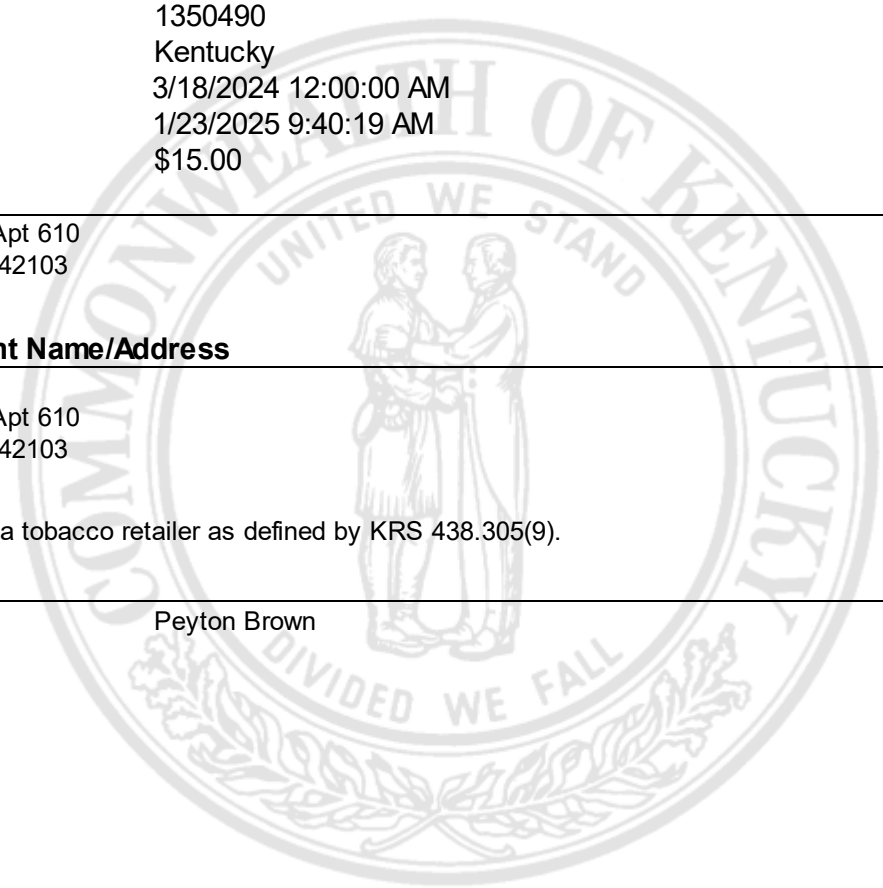 1350490
Kentucky
3/18/2024 12:00:00 AM
1/23/2025 9:40:19 AM
$15.00
Apt 610
42103
nt Name/Address
Apt 610
42103
a tobacco retailer as defined by KRS 438.305(9).
Peyton Brown
COMMONWEALTH OF KENTUCKY
UNITED WE STAND
DIVIDED WE FALL